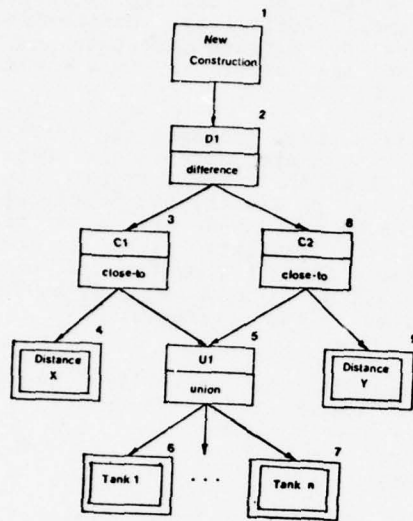 1
New
Construction
2
D1
difference
3
C1
close-to
8
C2
close-to
4
Distance
X
5
U1
union
9
Distance
Y
6
Tank 1
. . .
7
Tank n